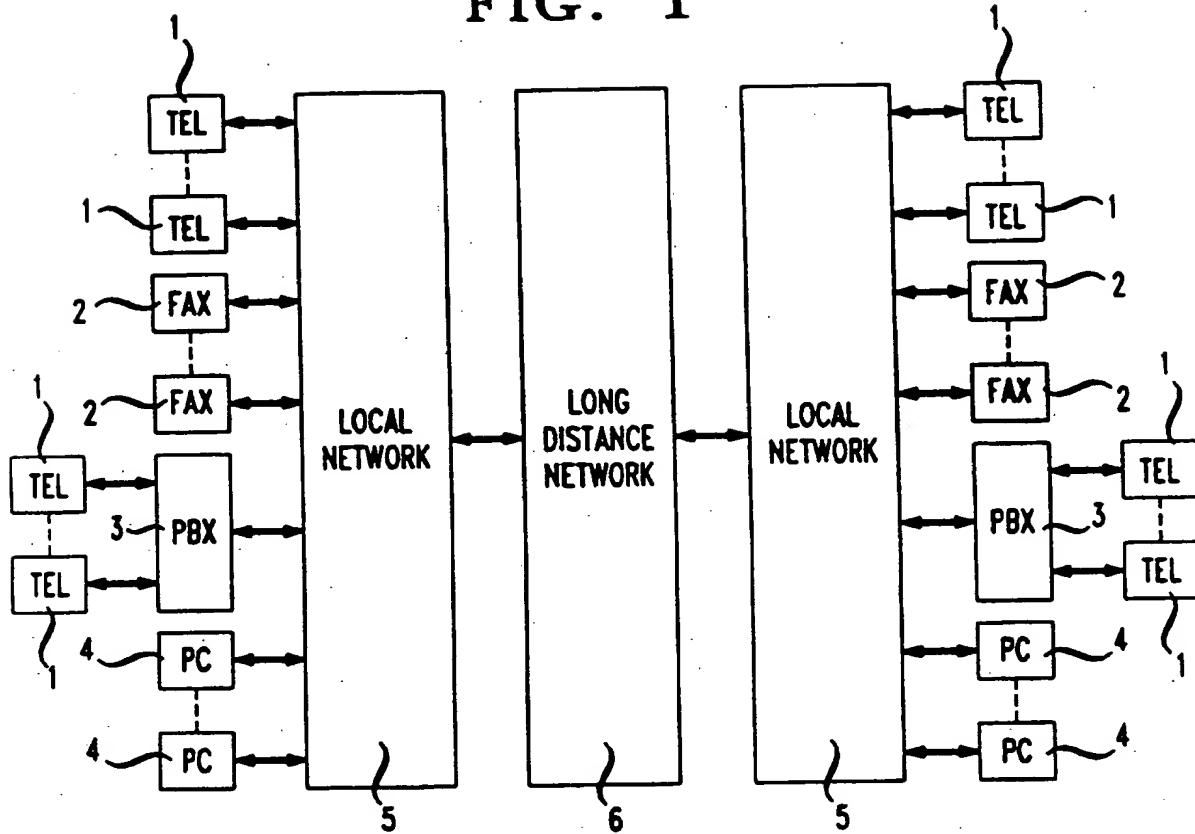 FIG. 1
1 1
TEL TEL
1 TEL TEL 1
2 FAX FAX 2
2 FAX FAX 2
1 1
LOCAL NETWORK
LONG DISTANCE NETWORK
LOCAL NETWORK
TEL TEL
3 PBX PBX 3
TEL TEL
1 1
4 PC PC 4
4 PC PC 4
5 6 5